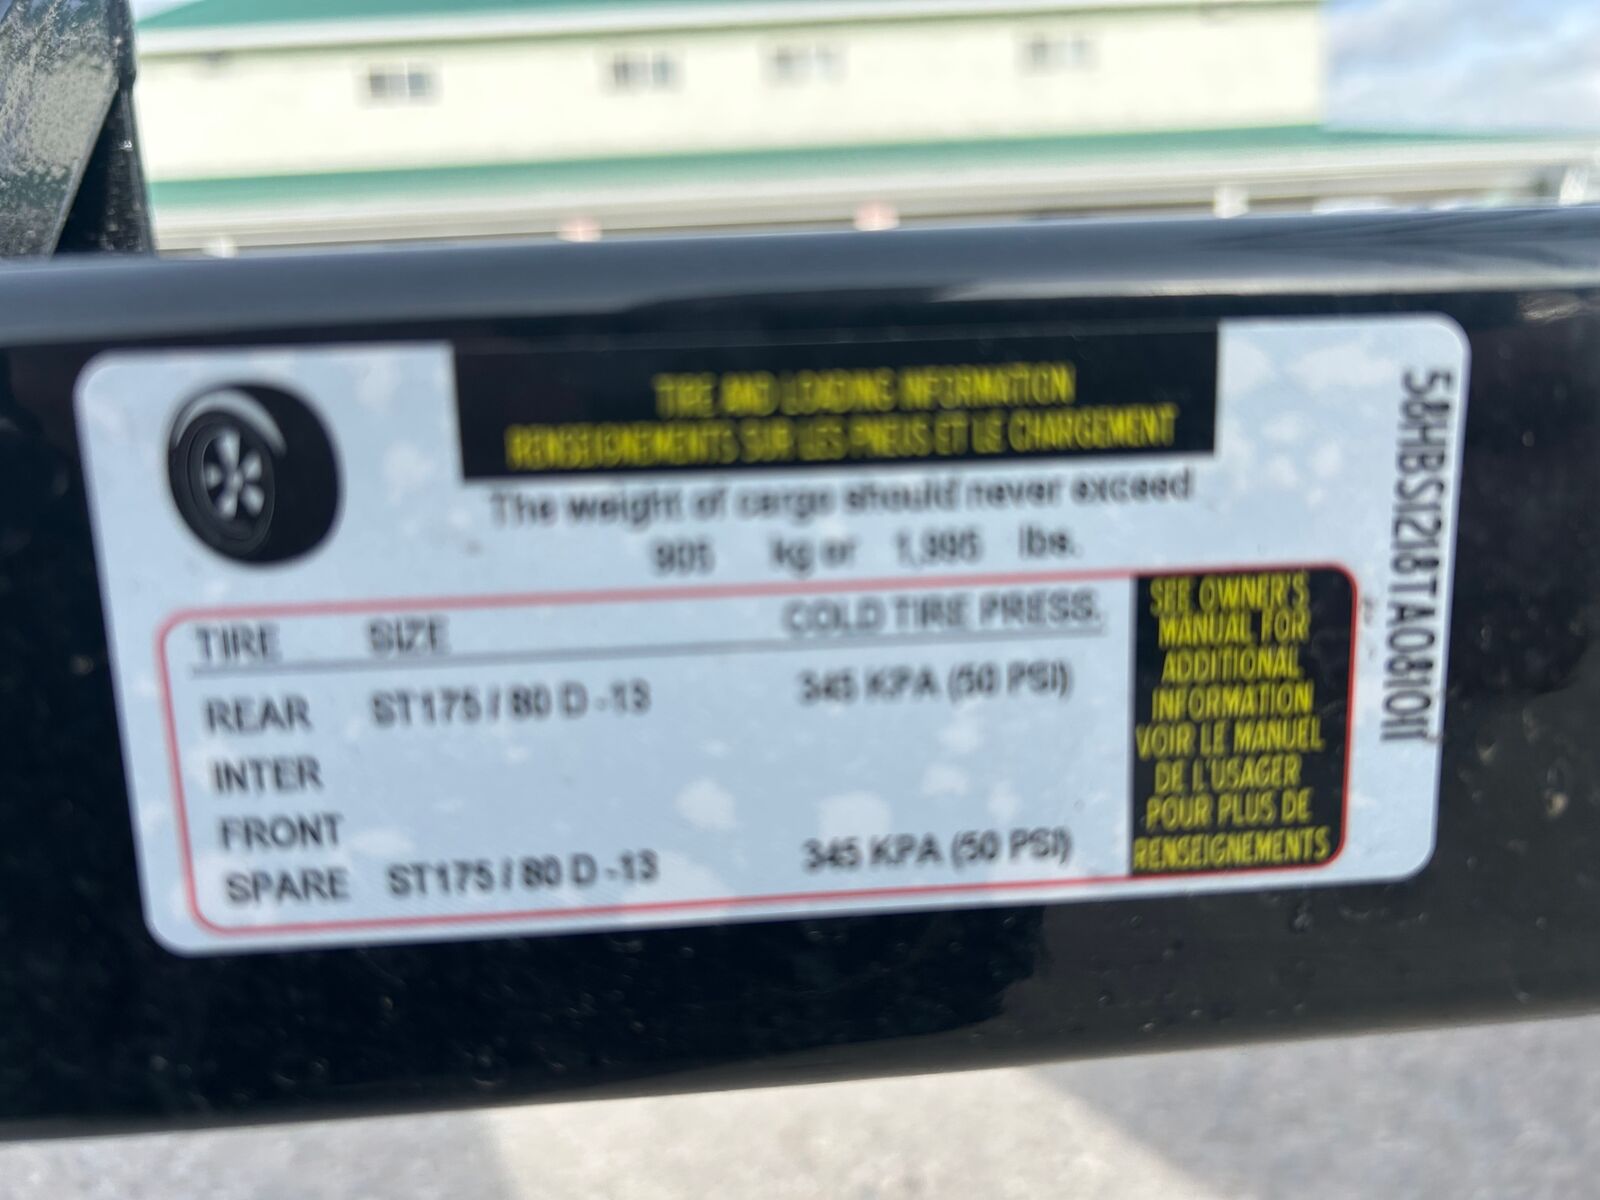 TIRE AND LOADING INFORMATION
RENSEIGNEMENTS SUR LES PNEUS ET LE CHARGEMENT
The weight of cargo should never exceed
905 kg or 1,995 lbs.
TIRE SIZE COLD TIRE PRESS.
REAR ST175 / 80 D -13 345 KPA (50 PSI)
INTER
FRONT
SPARE ST175 / 80 D -13 345 KPA (50 PSI)
SEE OWNER'S
MANUAL FOR
ADDITIONAL
INFORMATION
VOIR LE MANUEL
DE L'USAGER
POUR PLUS DE
RENSEIGNEMENTS